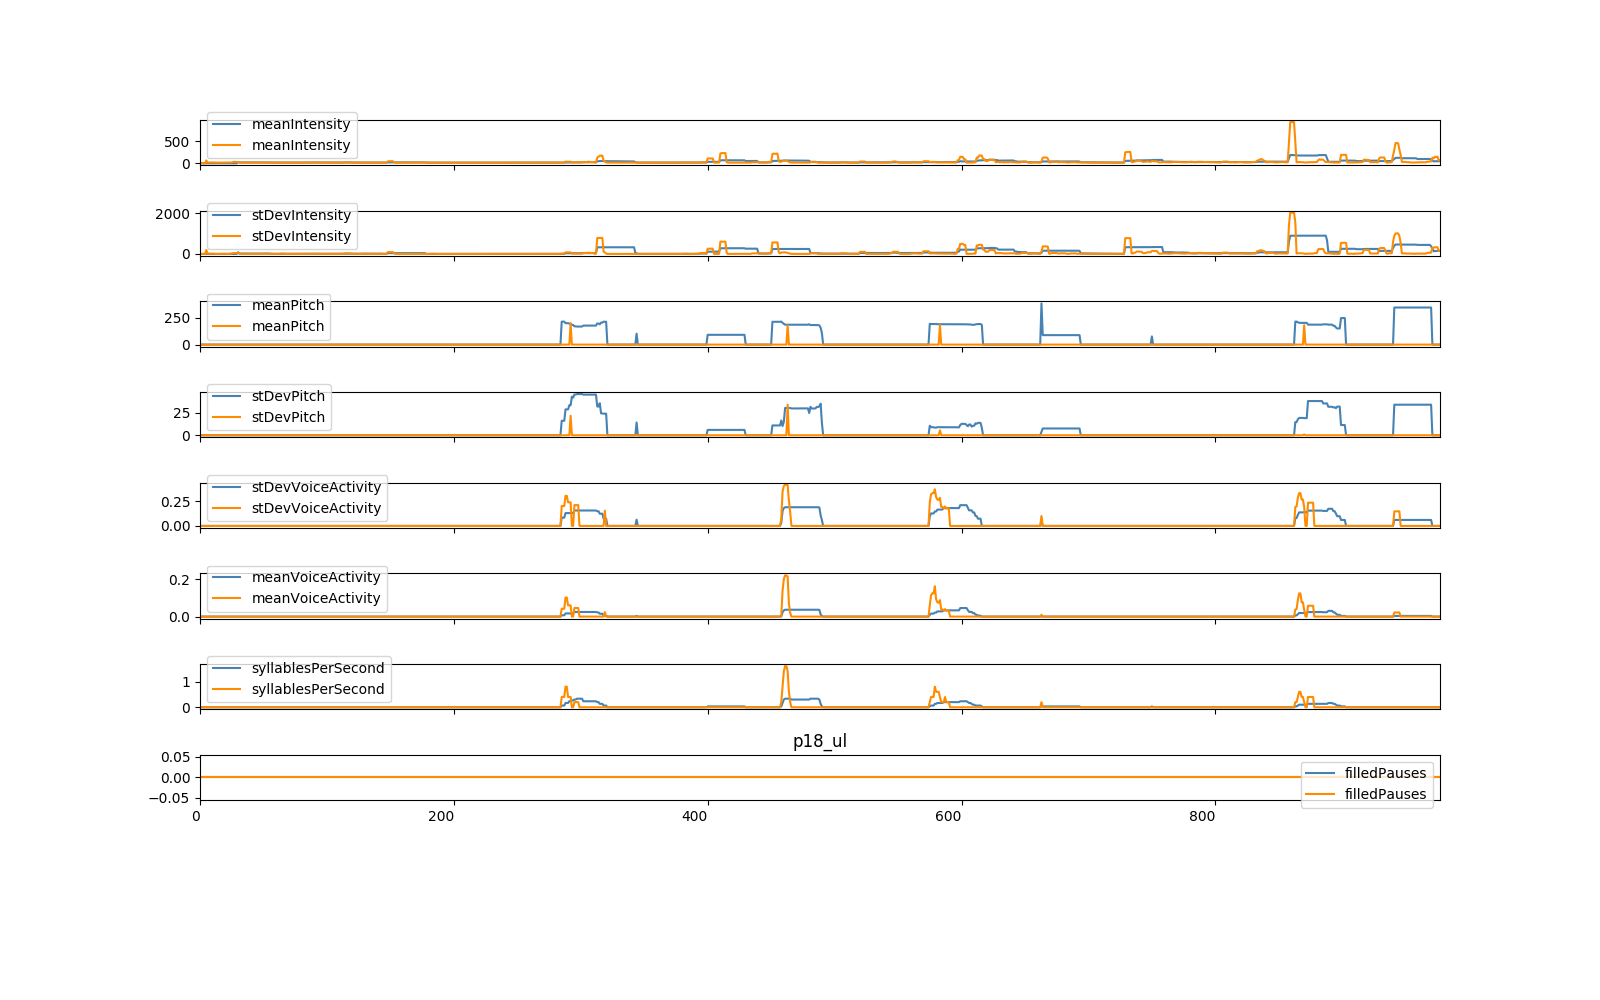 meanIntensity
meanIntensity
500
0
stDevIntensity
stDevIntensity
2000
0
meanPitch
meanPitch
250
0
stDevPitch
stDevPitch
25
0
stDevVoiceActivity
stDevVoiceActivity
0.25
0.00
meanVoiceActivity
meanVoiceActivity
0.2
0.0
syllablesPerSecond
syllablesPerSecond
1
0
p18_ul
filledPauses
filledPauses
0.05
0.00
−0.05
0 200 400 600 800